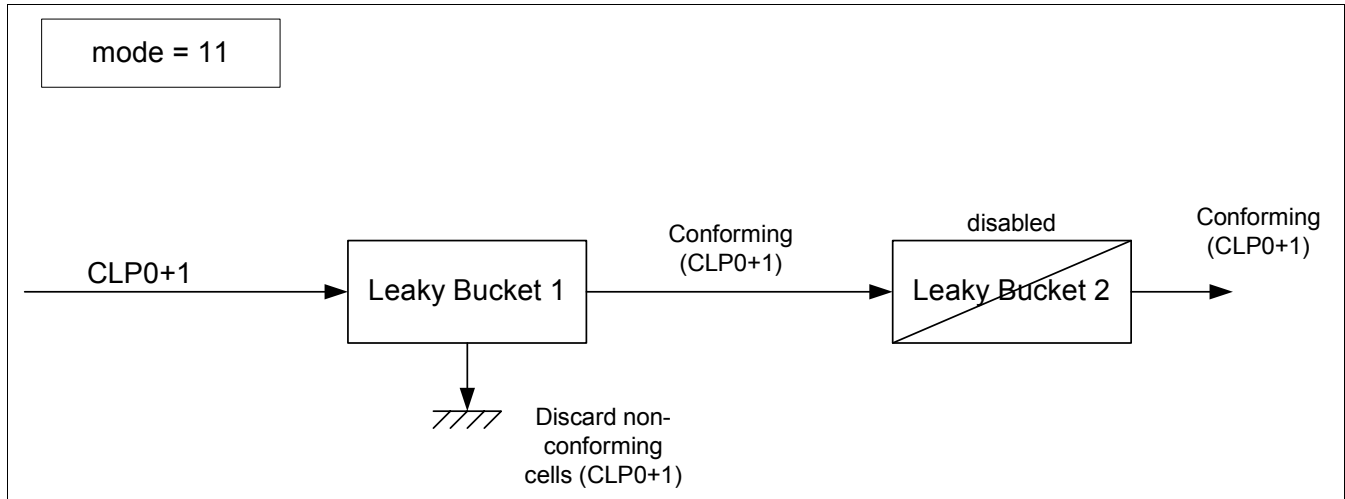 mode = 11
CLP0+1
Leaky Bucket 1
Conforming
(CLP0+1)
disabled
Leaky Bucket 2
Conforming
(CLP0+1)
Discard non-
conforming
cells (CLP0+1)